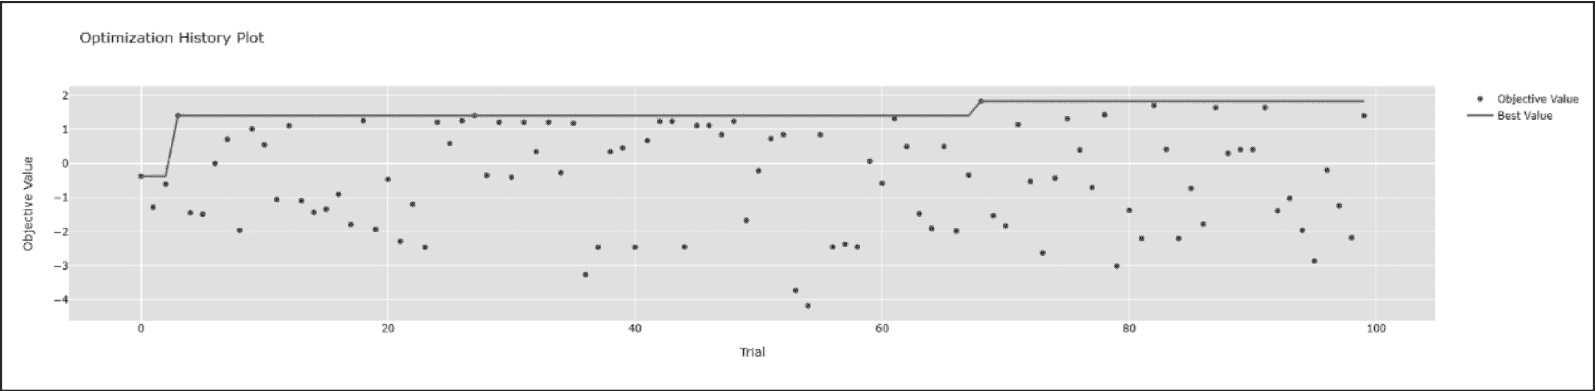 Optimization History Plot
2
1
0
−1
−2
−3
−4
Objective Value
0 20 40 60 80 100
Trial
Objective Value
Best Value